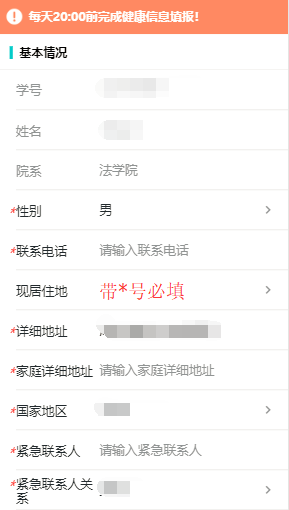 每天20:00前完成健康信息填报!
基本情况
学号
姓名
院系 法学院
*性别 男
*联系电话 请输入联系电话
现居住地 带*号必填
*详细地址
*家庭详细地址 请输入家庭详细地址
*国家地区
*紧急联系人 请输入紧急联系人
*紧急联系人关
系